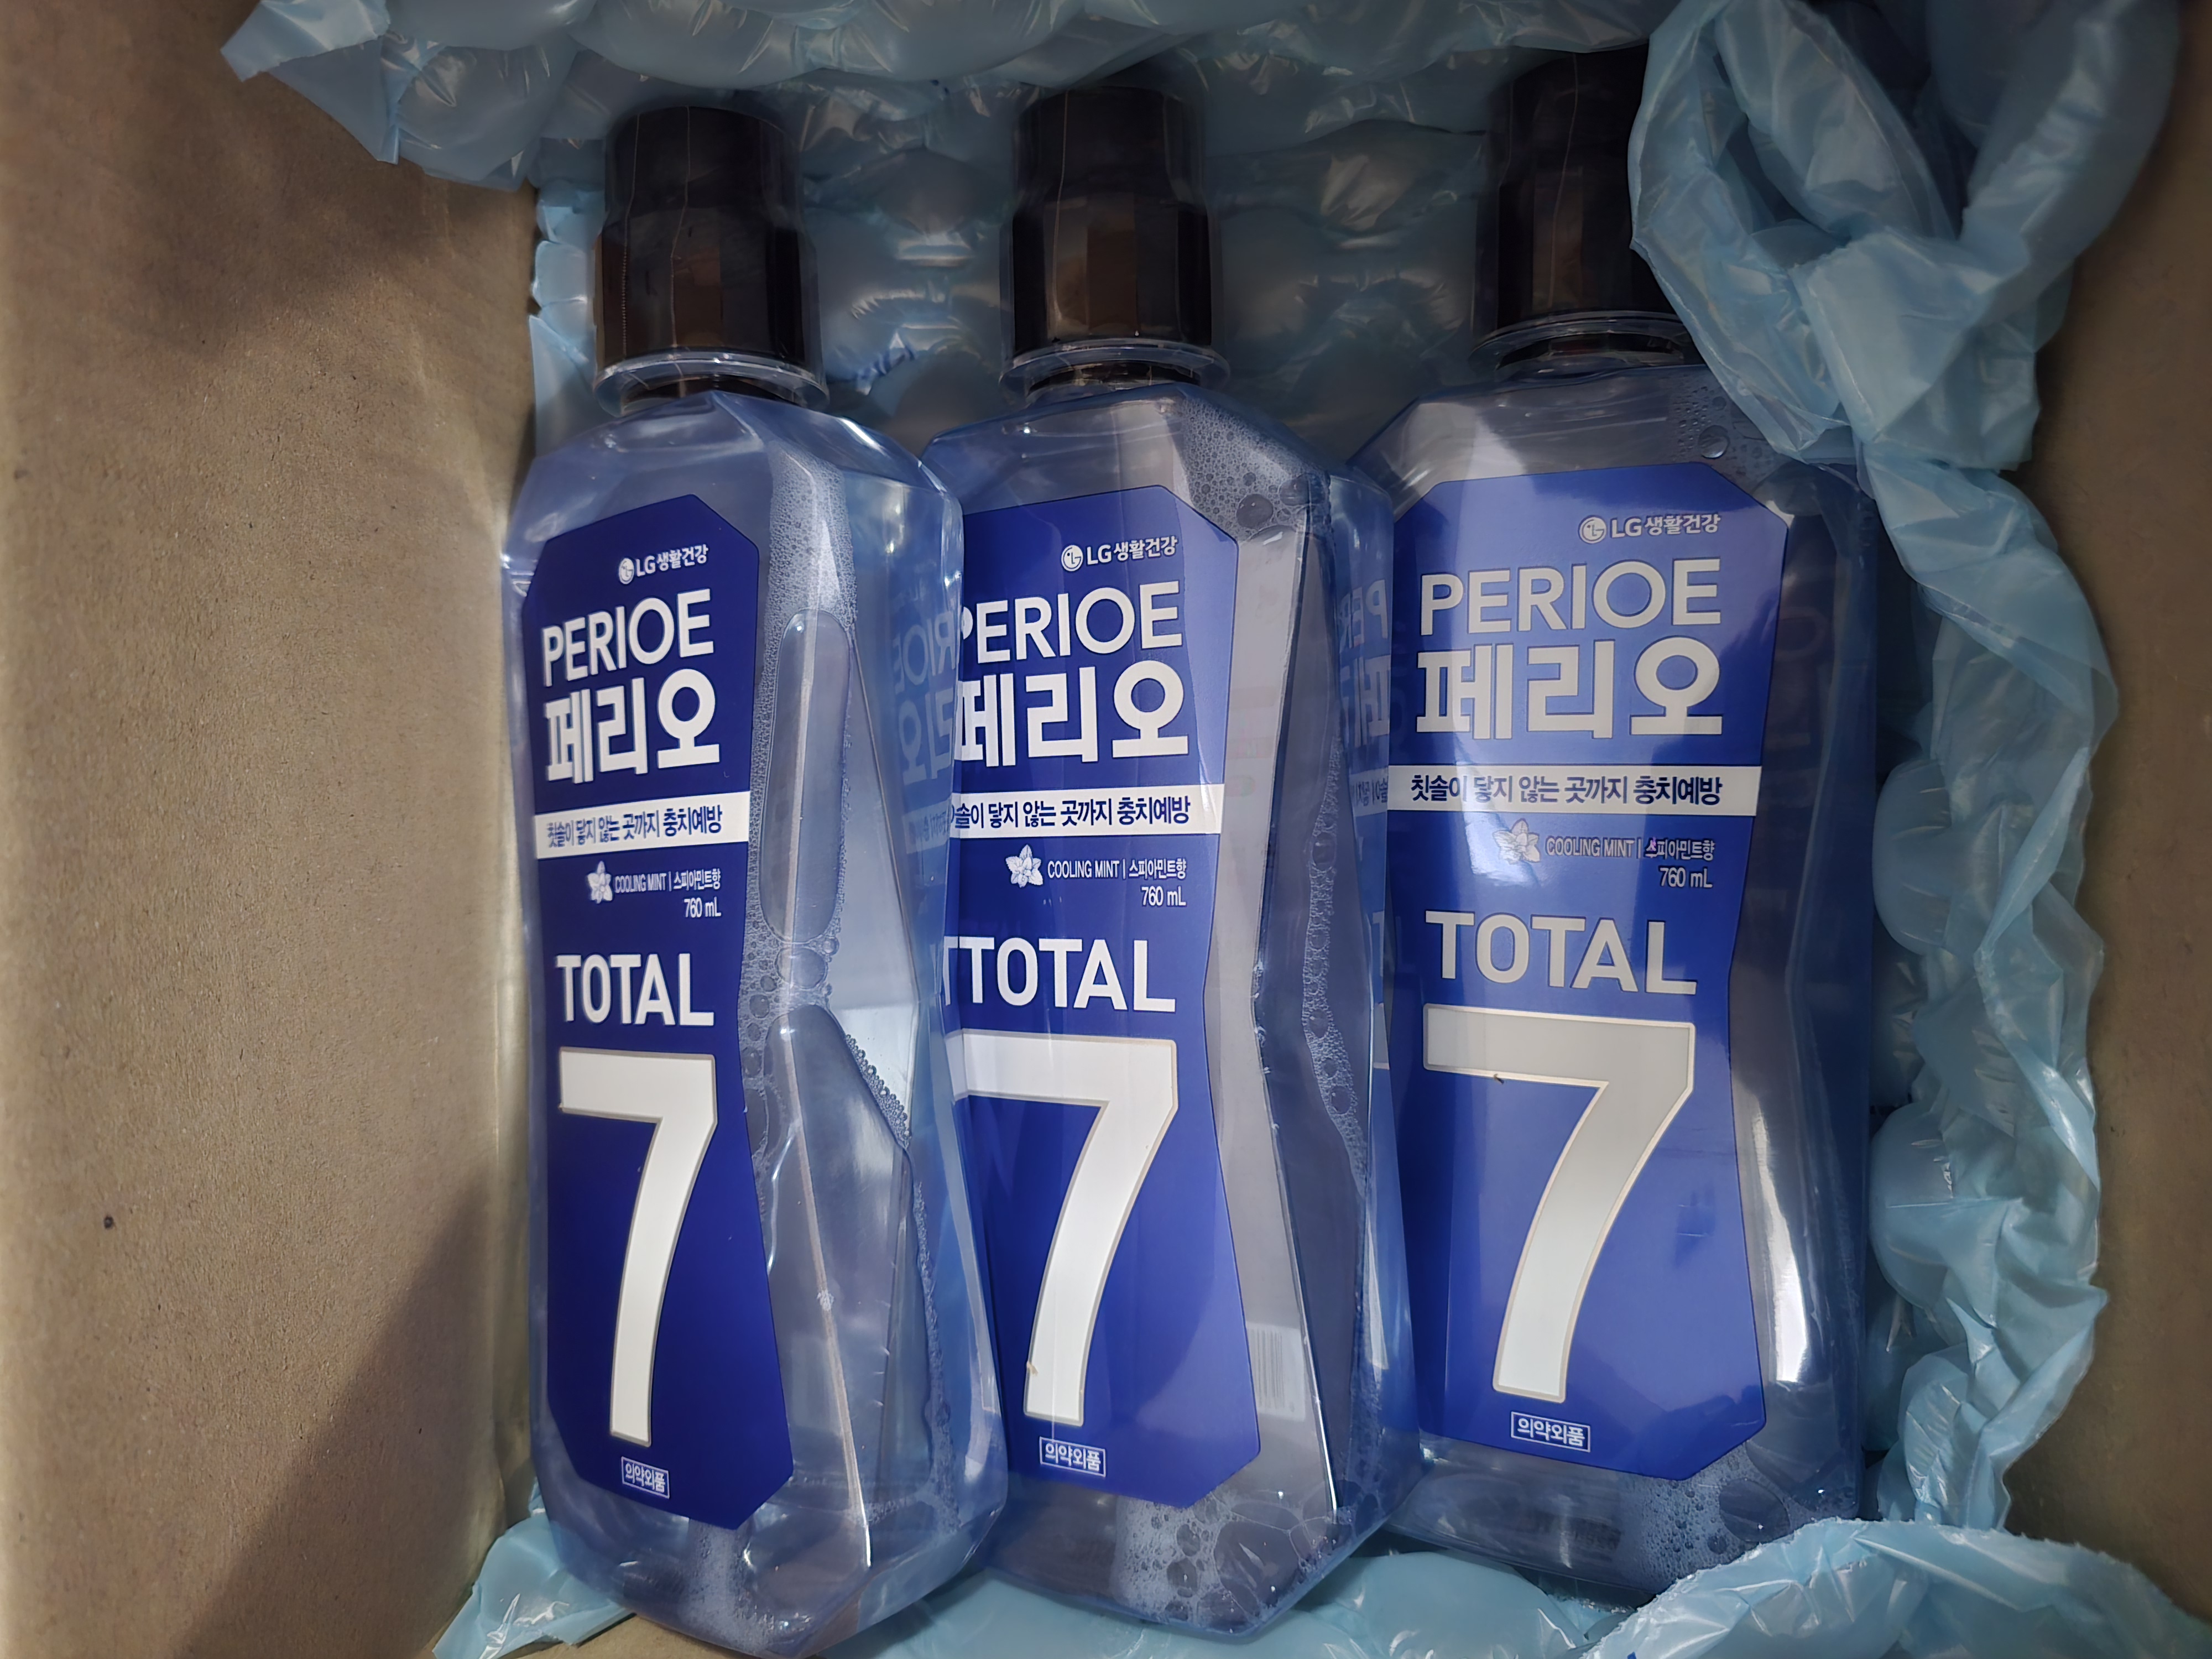 LG생활건강
PERIOE
페리오
칫솔이 닿지 않는 곳까지 충치예방
COOLING MINT | 스피아민트향
760 mL
TOTAL
7
의약외품
LG생활건강
PERIOE
페리오
칫솔이 닿지 않는 곳까지 충치예방
COOLING MINT | 스피아민트향
760 mL
TOTAL
7
의약외품
LG생활건강
PERIOE
페리오
칫솔이 닿지 않는 곳까지 충치예방
COOLING MINT | 스피아민트향
760 mL
TOTAL
7
의약외품